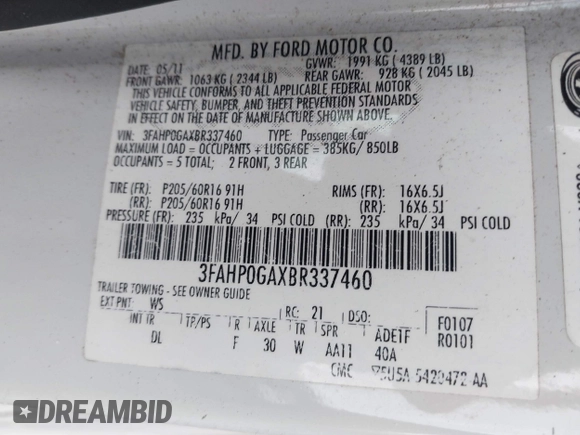 MFD. BY FORD MOTOR CO.
DATE: 05/11 GVWR: 1991 KG ( 4389 LB)
FRONT GAWR: 1063 KG ( 2344 LB) REAR GAWR: 928 KG ( 2045 LB)
THIS VEHICLE CONFORMS TO ALL APPLICABLE FEDERAL MOTOR
VEHICLE SAFETY, BUMPER, AND THEFT PREVENTION STANDARDS
IN EFFECT ON THE DATE OF MANUFACTURE SHOWN ABOVE.
VIN: 3FAHP0GAXBR337460 TYPE: Passenger Car
MAXIMUM LOAD = OCCUPANTS + LUGGAGE = 385KG/ 850LB
OCCUPANTS = 5 TOTAL; 2 FRONT, 3 REAR
TIRE (FR): P205/60R16 91H RIMS (FR): 16X6.5J
(RR): P205/60R16 91H (RR): 16X6.5J
PRESSURE (FR): 235 kPa/ 34 PSI COLD (RR): 235 kPa/ 34 PSI COLD
3FAHP0GAXBR337460
TRAILER TOWING - SEE OWNER GUIDE
EXT PNT: WS RC: 21 DSO: F0107
INT TR TP/PS R AXLE TR SPR ADE1F R0101
DL F 30 W AA11 40A
CMC 5U5A 5420472 AA
DREAMBID